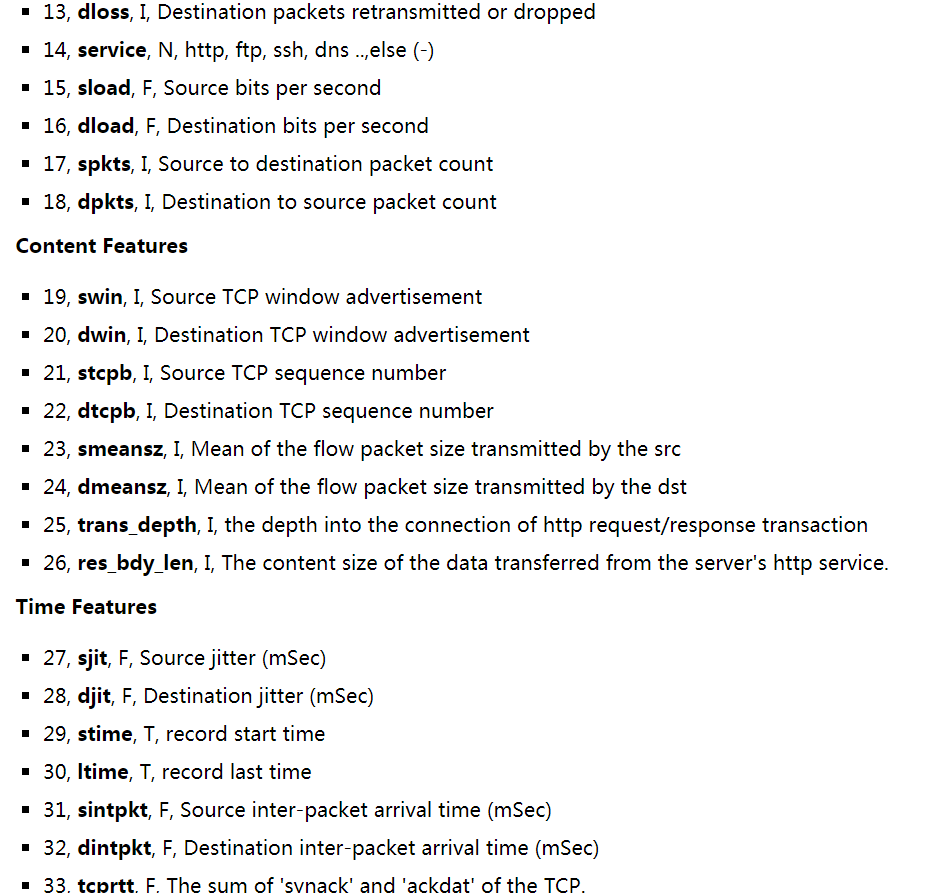 ▪ 13, dloss, I, Destination packets retransmitted or dropped
▪ 14, service, N, http, ftp, ssh, dns ..,else (-)
▪ 15, sload, F, Source bits per second
▪ 16, dload, F, Destination bits per second
▪ 17, spkts, I, Source to destination packet count
▪ 18, dpkts, I, Destination to source packet count
Content Features
▪ 19, swin, I, Source TCP window advertisement
▪ 20, dwin, I, Destination TCP window advertisement
▪ 21, stcpb, I, Source TCP sequence number
▪ 22, dtcpb, I, Destination TCP sequence number
▪ 23, smeansz, I, Mean of the flow packet size transmitted by the src
▪ 24, dmeansz, I, Mean of the flow packet size transmitted by the dst
▪ 25, trans_depth, I, the depth into the connection of http request/response transaction
▪ 26, res_bdy_len, I, The content size of the data transferred from the server's http service.
Time Features
▪ 27, sjit, F, Source jitter (mSec)
▪ 28, djit, F, Destination jitter (mSec)
▪ 29, stime, T, record start time
▪ 30, ltime, T, record last time
▪ 31, sintpkt, F, Source inter-packet arrival time (mSec)
▪ 32, dintpkt, F, Destination inter-packet arrival time (mSec)
▪ 33, tcprtt, F, The sum of 'synack' and 'ackdat' of the TCP.